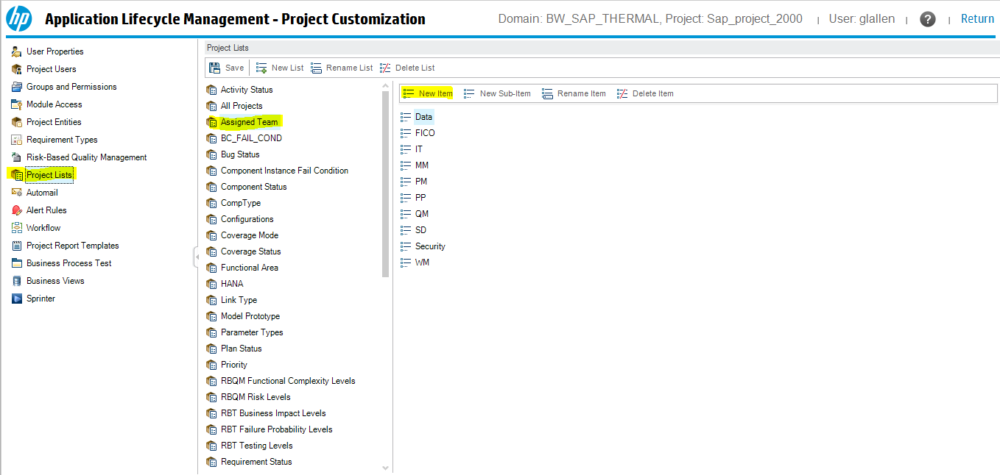 hp Application Lifecycle Management - Project Customization Domain: BW_SAP_THERMAL, Project: Sap_project_2000 | User: glallen | ? | Return
User Properties
Project Users
Groups and Permissions
Module Access
Project Entities
Requirement Types
Risk-Based Quality Management
Project Lists
Automail
Alert Rules
Workflow
Project Report Templates
Business Process Test
Business Views
Sprinter
Project Lists
Save New List Rename List Delete List
Activity Status
All Projects
Assigned Team
BC_FAIL_COND
Bug Status
Component Instance Fail Condition
Component Status
CompType
Configurations
Coverage Mode
Coverage Status
Functional Area
HANA
Link Type
Model Prototype
Parameter Types
Plan Status
Priority
RBQM Functional Complexity Levels
RBQM Risk Levels
RBT Business Impact Levels
RBT Failure Probability Levels
RBT Testing Levels
Requirement Status
New Item New Sub-Item Rename Item Delete Item
Data
FICO
IT
MM
PM
PP
QM
SD
Security
WM